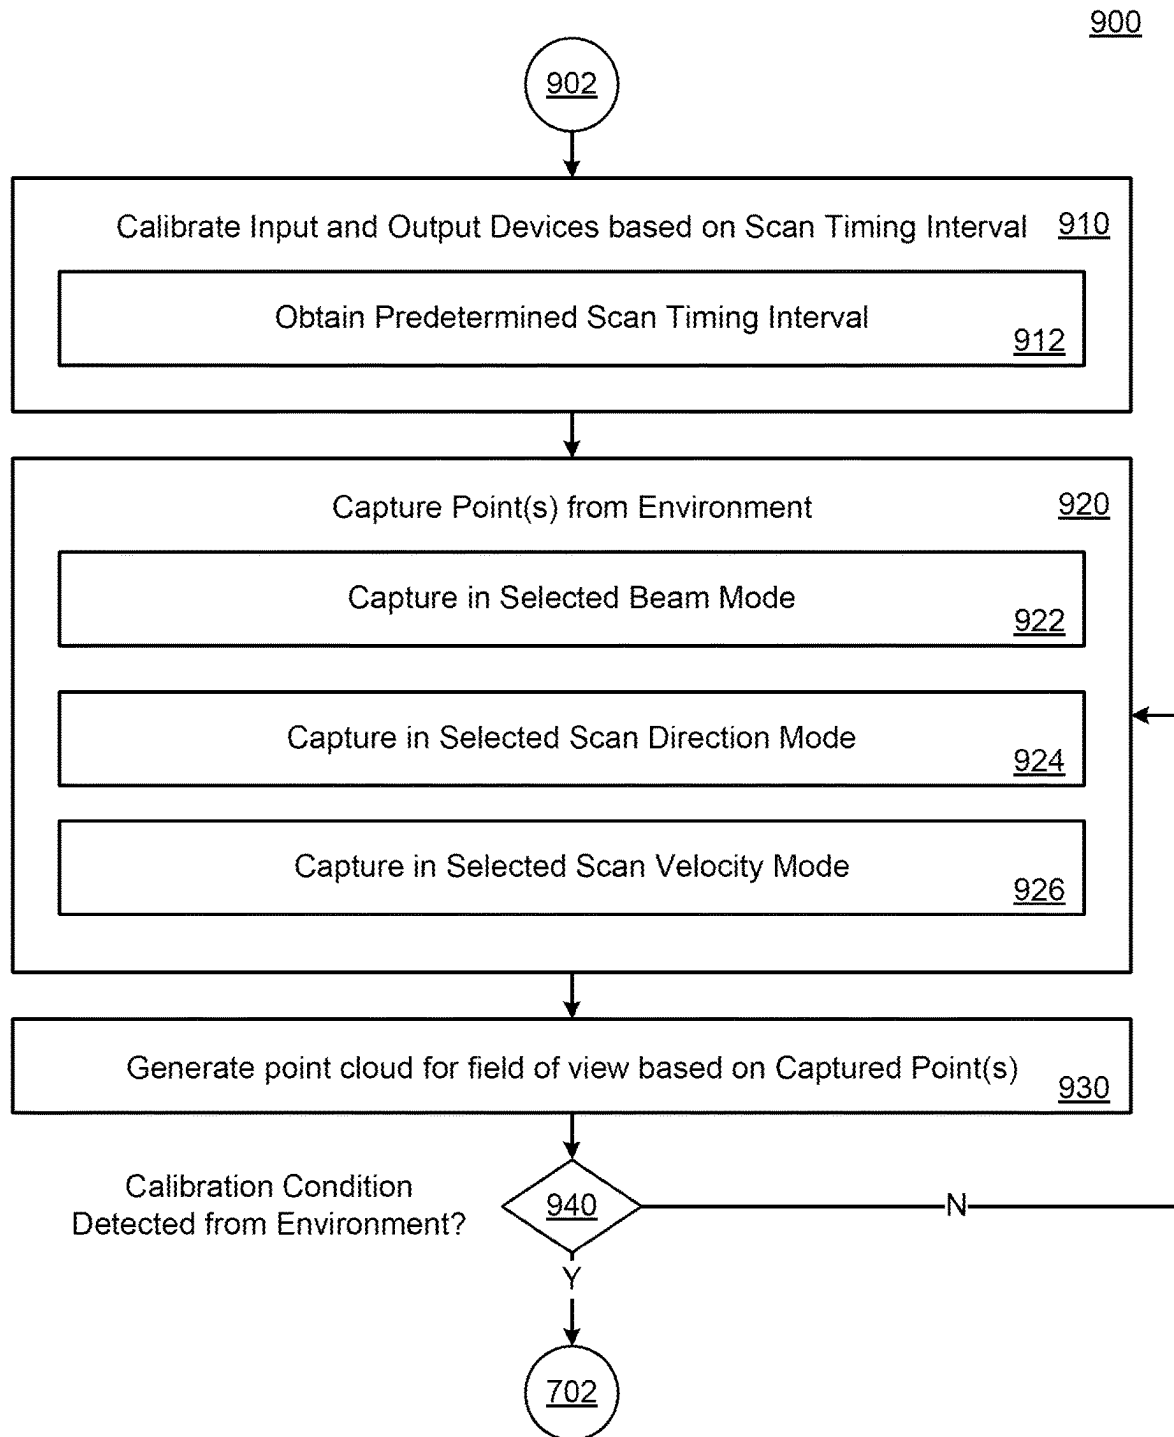 900
902
Calibrate Input and Output Devices based on Scan Timing Interval 910
Obtain Predetermined Scan Timing Interval
912
Capture Point(s) from Environment 920
Capture in Selected Beam Mode
922
Capture in Selected Scan Direction Mode
924
Capture in Selected Scan Velocity Mode
926
Generate point cloud for field of view based on Captured Point(s) 930
Calibration Condition
Detected from Environment?
940
N
Y
702